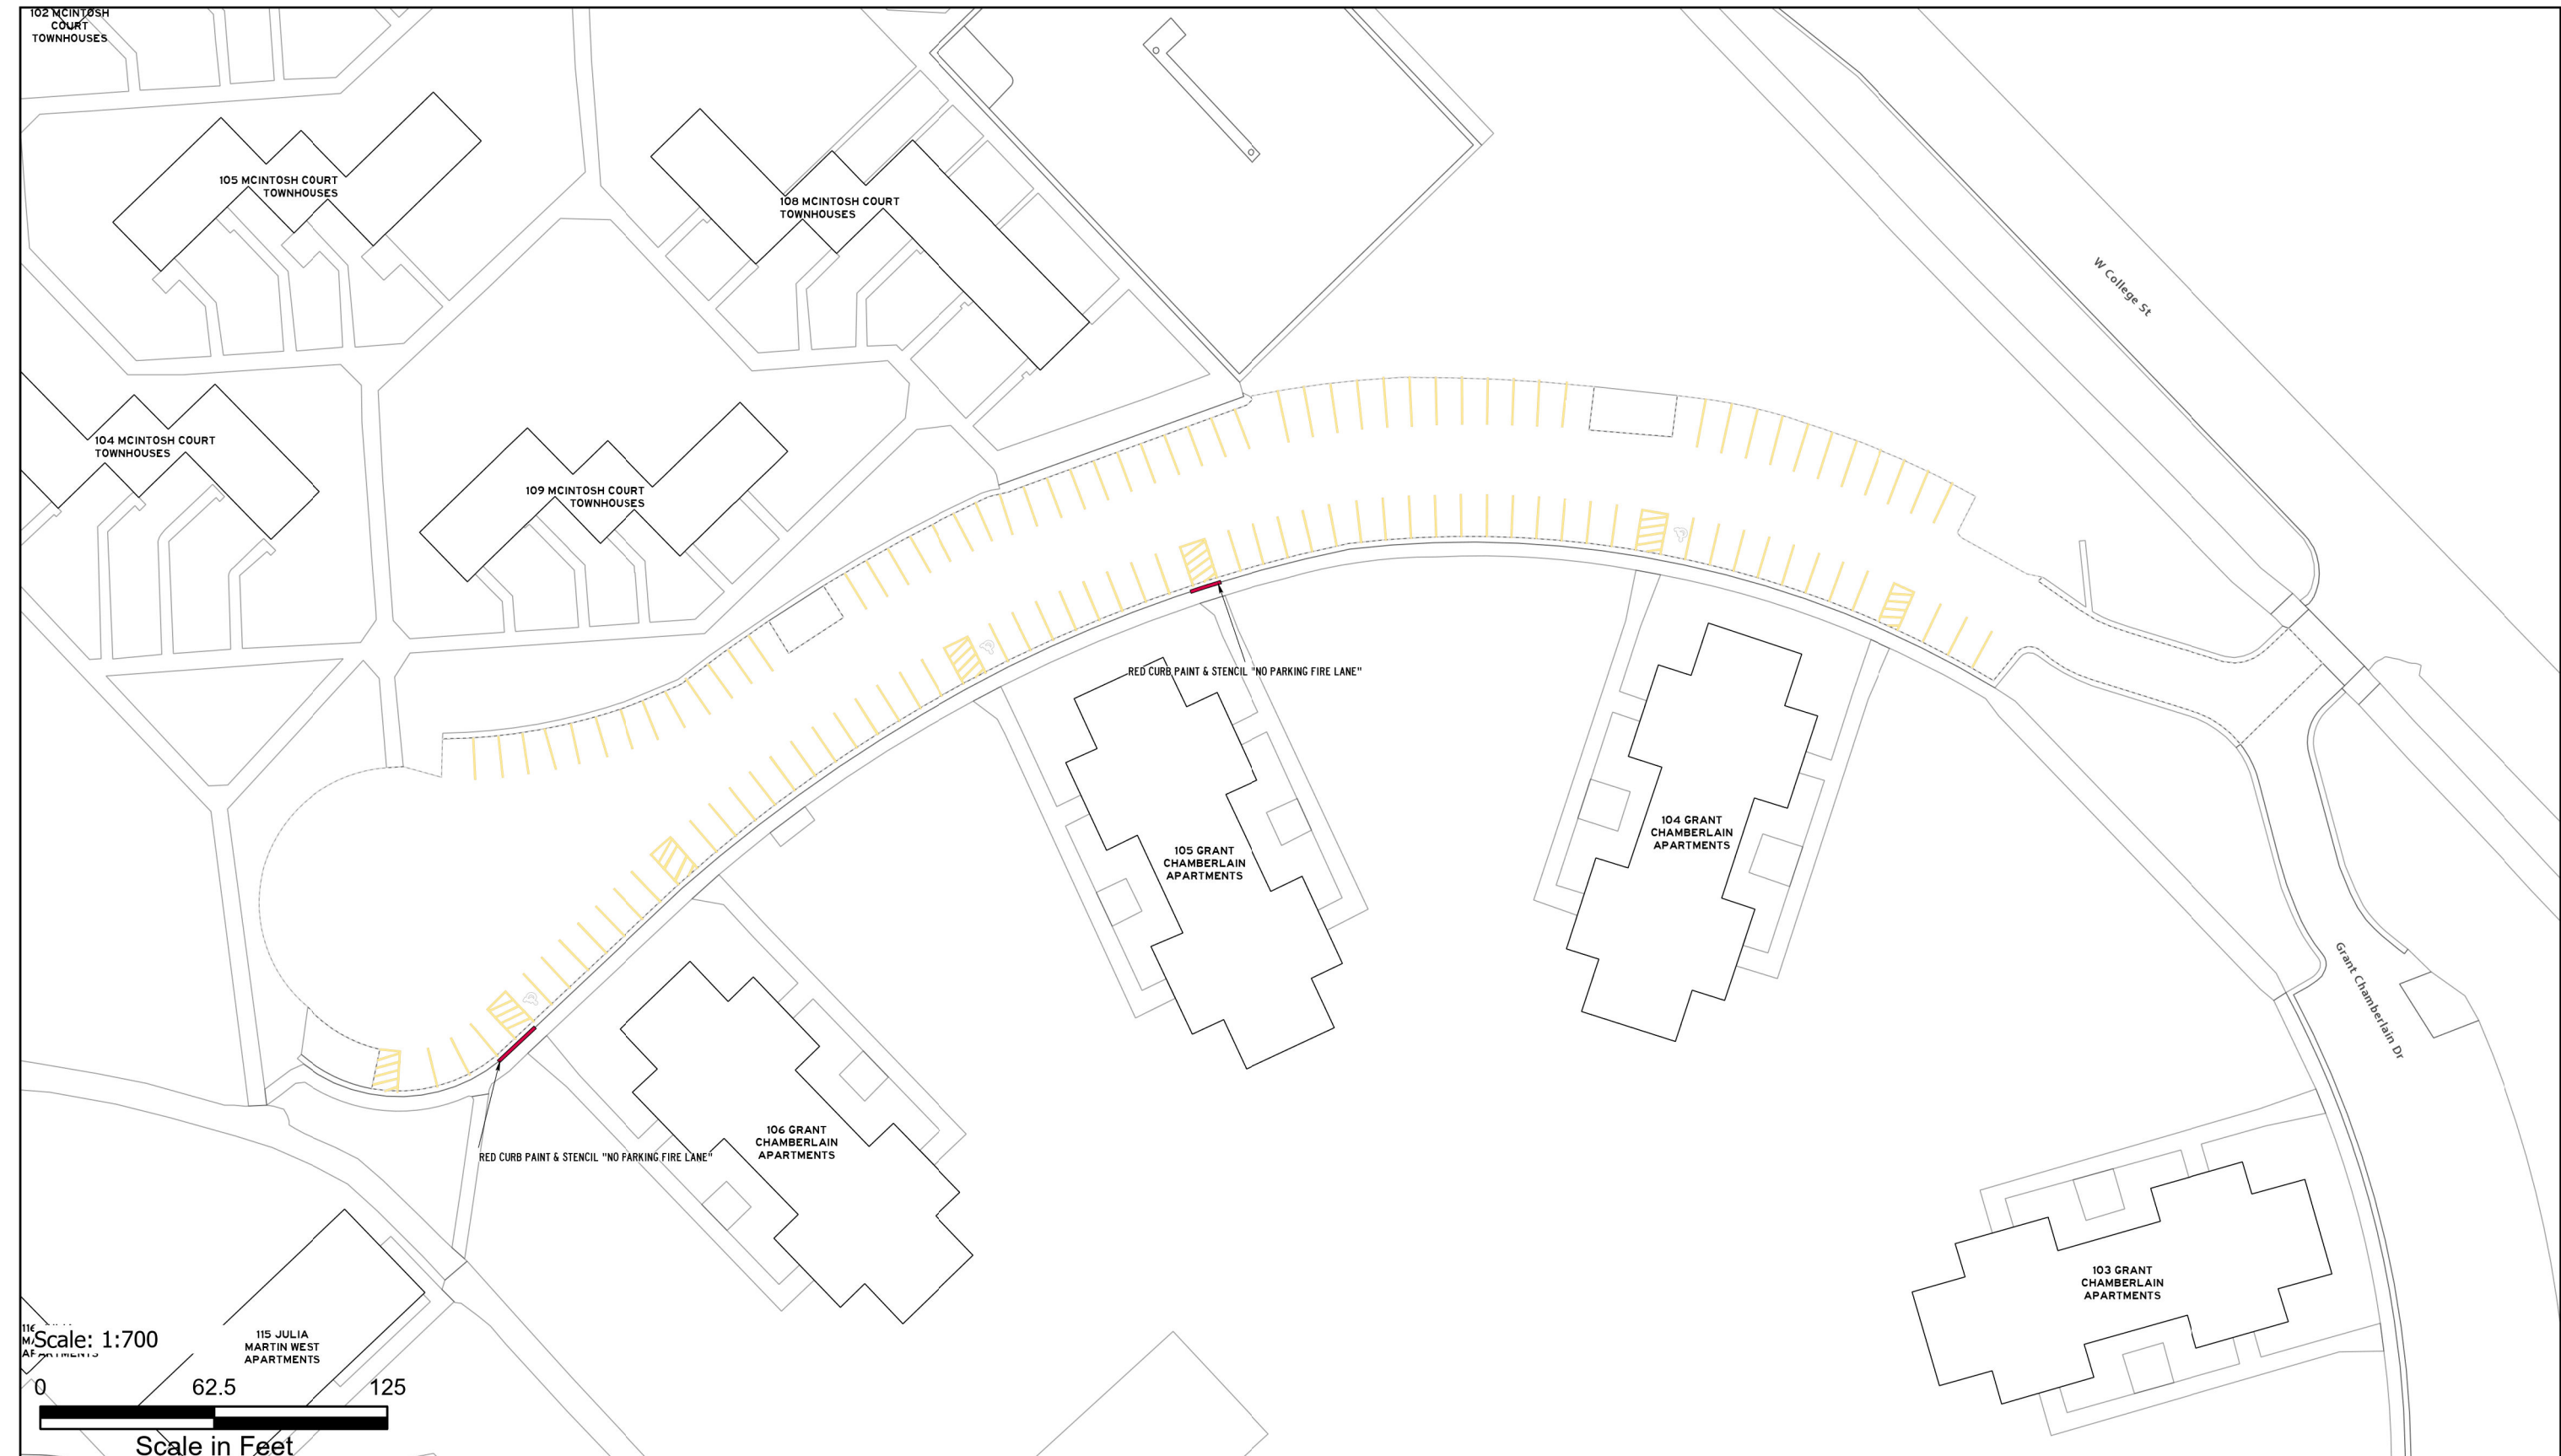 102 MCINTOSH
COURT
TOWNHOUSES
105 MCINTOSH COURT
TOWNHOUSES
108 MCINTOSH COURT
TOWNHOUSES
W College St
104 MCINTOSH COURT
TOWNHOUSES
109 MCINTOSH COURT
TOWNHOUSES
RED CURB PAINT & STENCIL "NO PARKING FIRE LANE"
104 GRANT
CHAMBERLAIN
APARTMENTS
105 GRANT
CHAMBERLAIN
APARTMENTS
Grant Chamberlain Dr
106 GRANT
CHAMBERLAIN
APARTMENTS
RED CURB PAINT & STENCIL "NO PARKING FIRE LANE"
103 GRANT
CHAMBERLAIN
APARTMENTS
115 JULIA
MARTIN WEST
APARTMENTS
Scale: 1:700
0 62.5 125
Scale in Feet